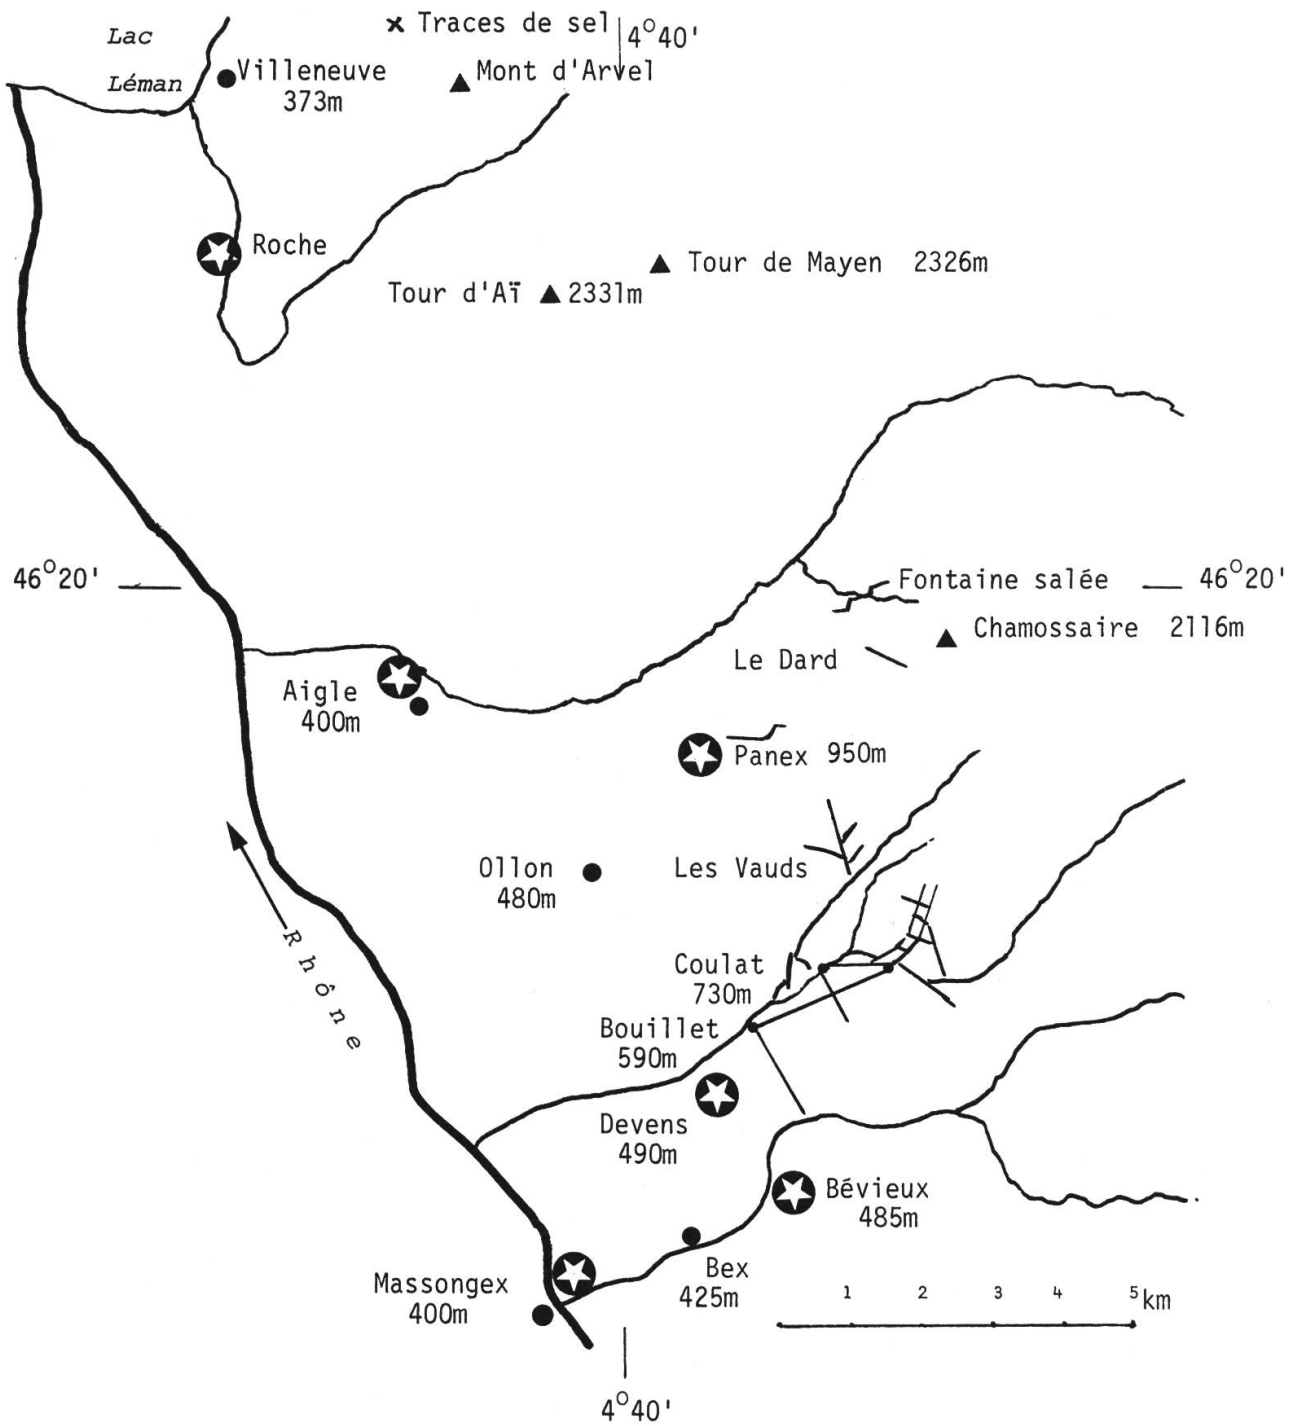 Traces de sel
4°40'
Lac
Léman
Villeneuve
373m
Mont d'Arvel
Roche
Tour de Mayen 2326m
Tour d'Aï 2331m
46°20'
Fontaine salée
46°20'
Chamossaire 2116m
Le Dard
Aigle
400m
Panex 950m
Ollon
480m
Les Vauds
Rhône
Coulat
730m
Bouillet
590m
Devens
490m
Bévieux
485m
Bex
425m
Massongex
400m
1 2 3 4 5 km
4°40'